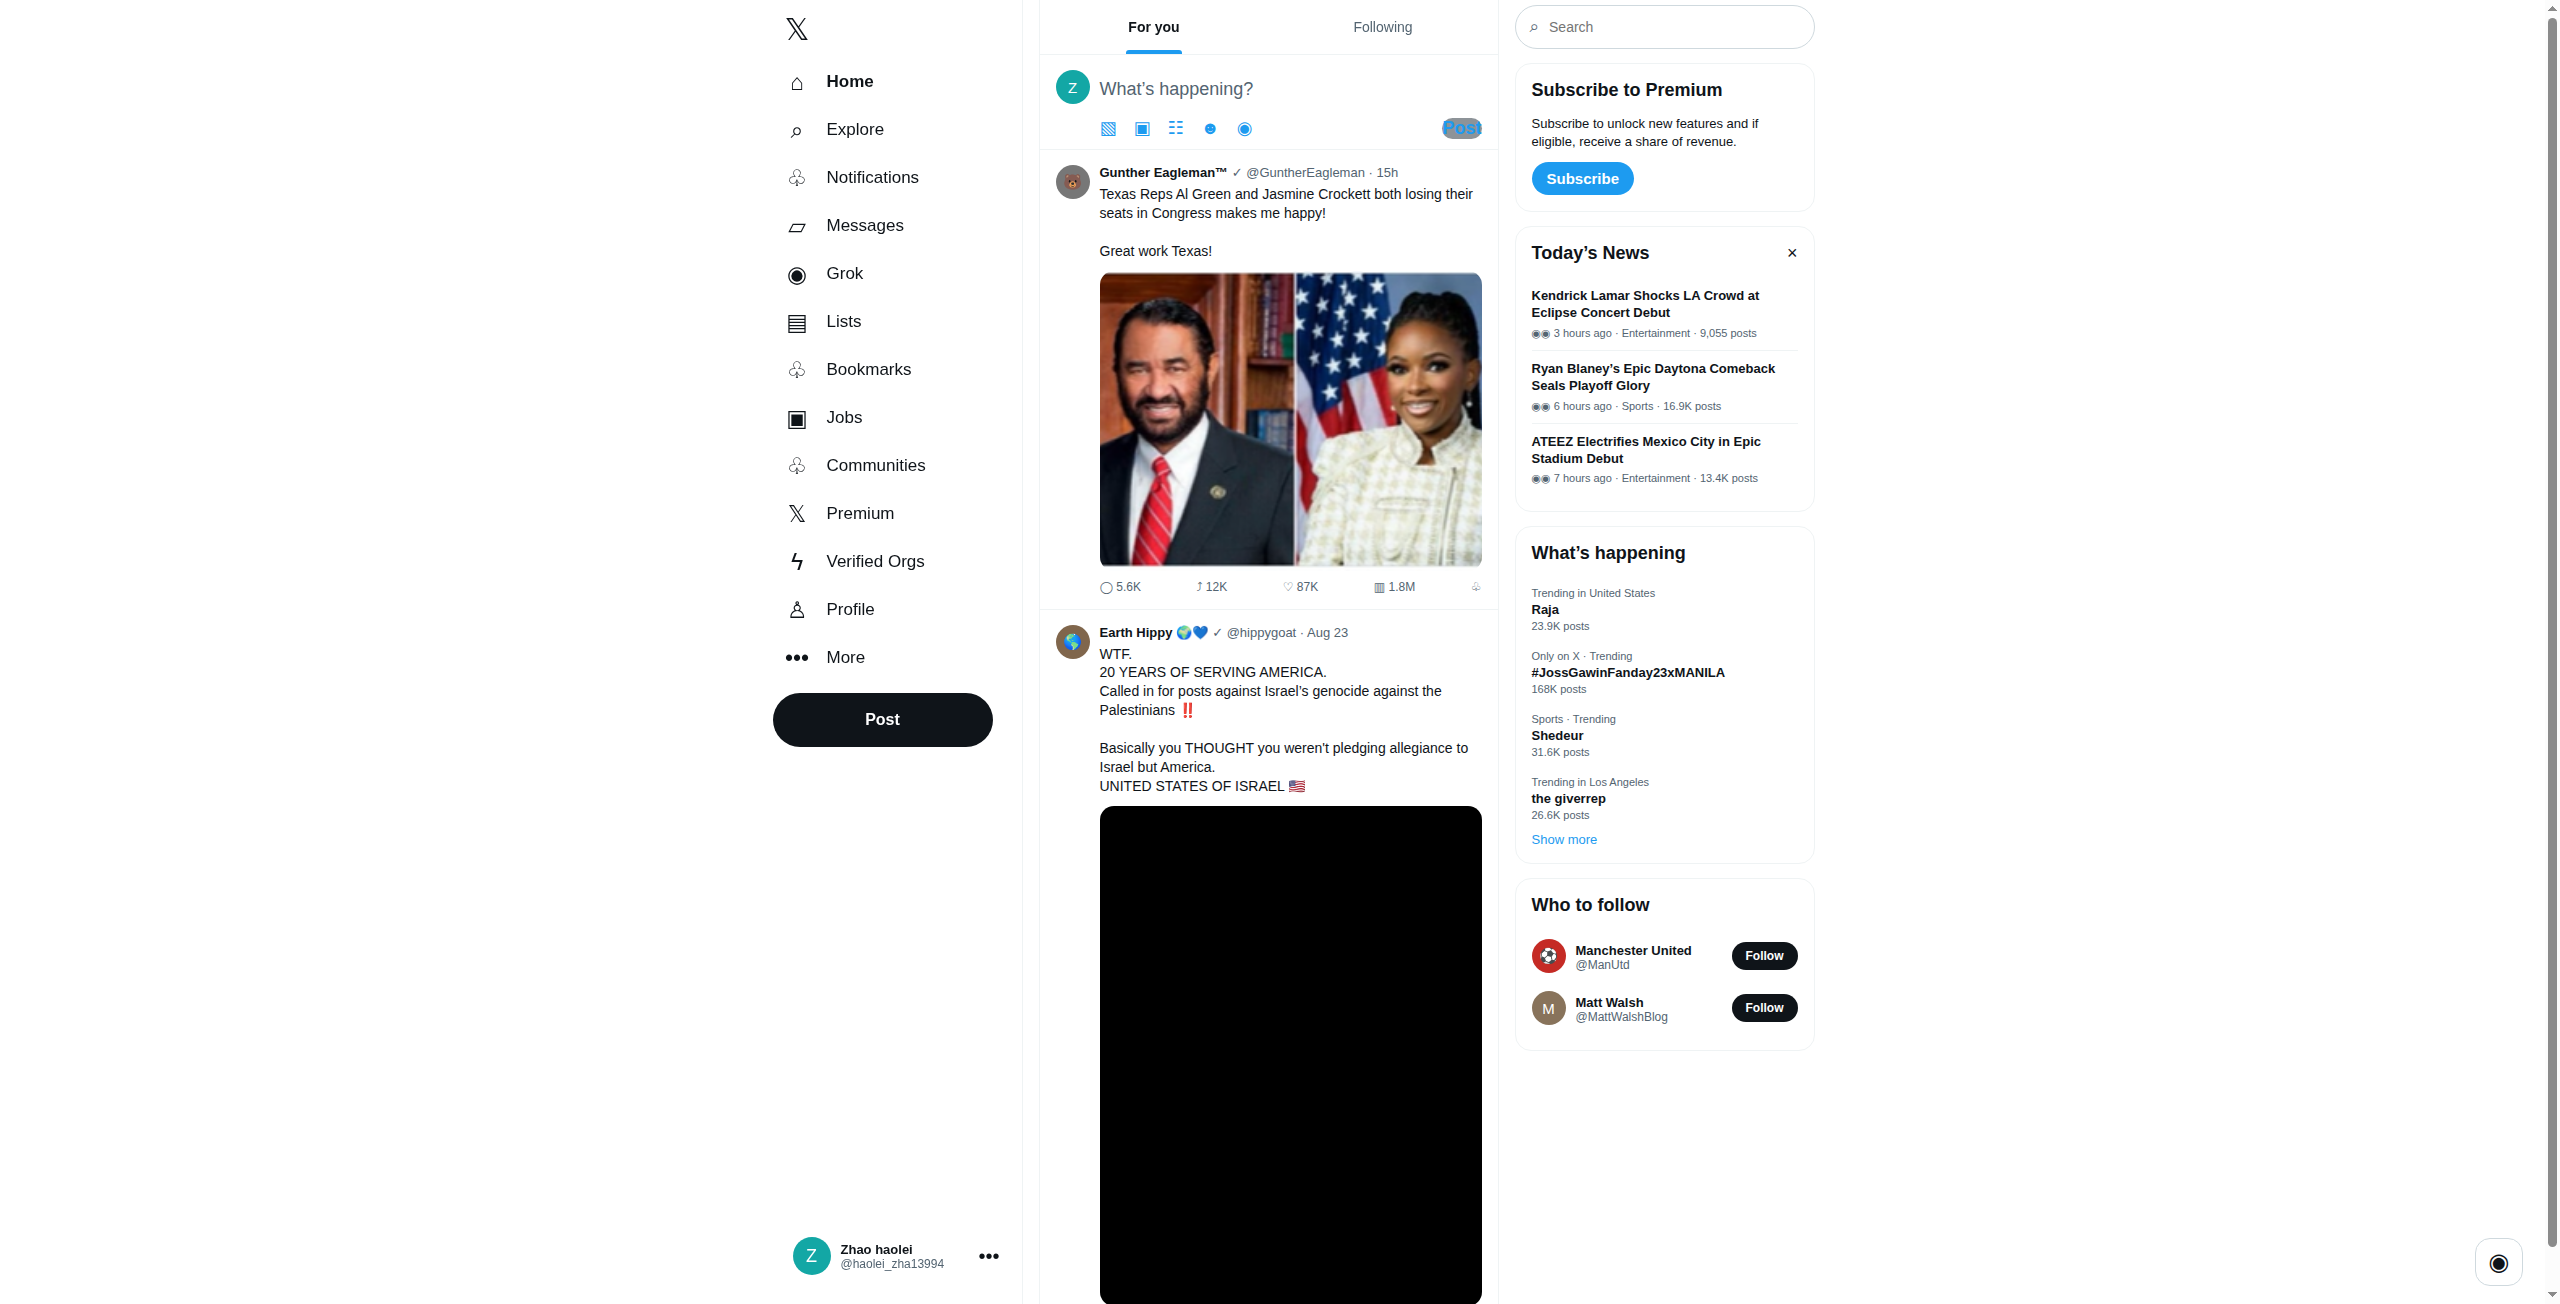 𝕏
Home
Explore
Notifications
Messages
Grok
Lists
Bookmarks
Jobs
Communities
𝕏 Premium
Verified Orgs
Profile
••• More
Post
Z Zhao haolei
@haolei_zha13994
•••
For you Following
Z What’s happening?
Post
Gunther Eagleman™ ✓ @GuntherEagleman · 15h
Texas Reps Al Green and Jasmine Crockett both losing their
seats in Congress makes me happy!
Great work Texas!
5.6K 12K 87K 1.8M
Earth Hippy 🌍💙 ✓ @hippygoat · Aug 23
WTF.
20 YEARS OF SERVING AMERICA.
Called in for posts against Israel’s genocide against the
Palestinians ‼️
Basically you THOUGHT you weren't pledging allegiance to
Israel but America.
UNITED STATES OF ISRAEL 🇺🇸
Search
Subscribe to Premium
Subscribe to unlock new features and if
eligible, receive a share of revenue.
Subscribe
Today’s News ×
Kendrick Lamar Shocks LA Crowd at
Eclipse Concert Debut
3 hours ago · Entertainment · 9,055 posts
Ryan Blaney’s Epic Daytona Comeback
Seals Playoff Glory
6 hours ago · Sports · 16.9K posts
ATEEZ Electrifies Mexico City in Epic
Stadium Debut
7 hours ago · Entertainment · 13.4K posts
What’s happening
Trending in United States
Raja
23.9K posts
Only on X · Trending
#JossGawinFanday23xMANILA
168K posts
Sports · Trending
Shedeur
31.6K posts
Trending in Los Angeles
the giverrep
26.6K posts
Show more
Who to follow
Manchester United
@ManUtd
Follow
M Matt Walsh
@MattWalshBlog
Follow